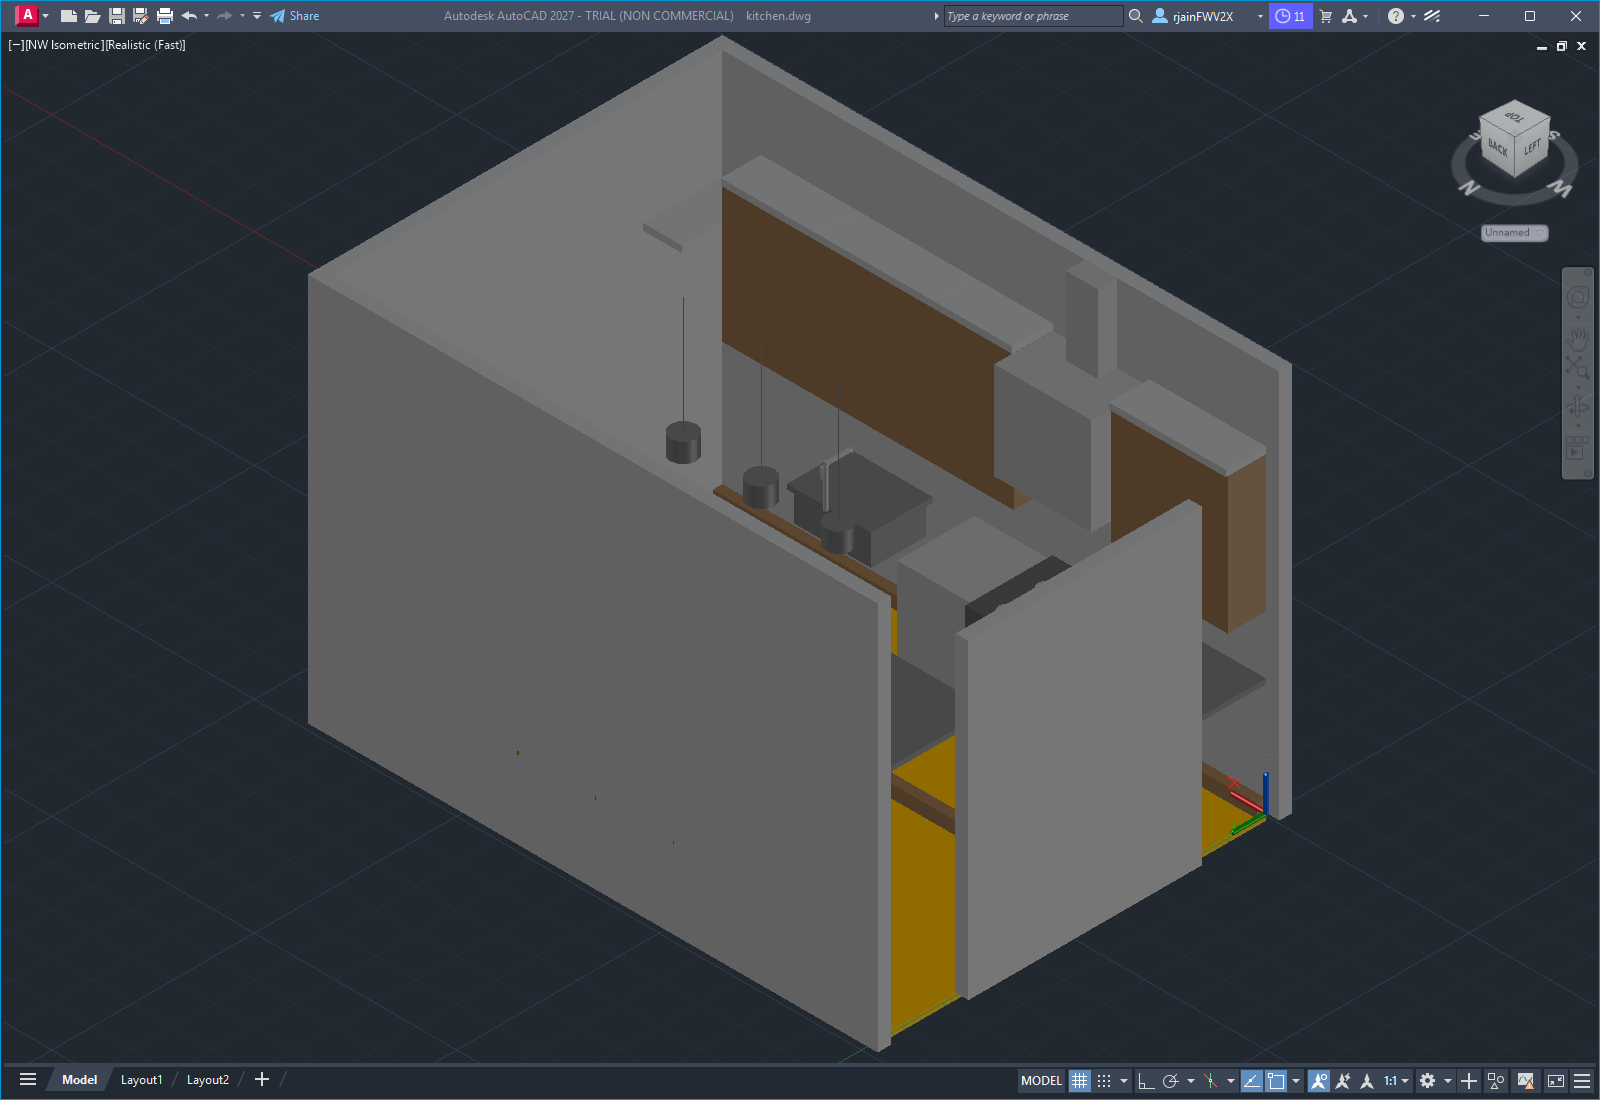 A
Share
Autodesk AutoCAD 2027 - TRIAL (NON COMMERCIAL) kitchen.dwg
Type a keyword or phrase
rjainFWV2X
11
[−][NW Isometric][Realistic (Fast)]
TOP
BACK
LEFT
E
S
N
W
Unnamed
Model
Layout1
Layout2
MODEL
1:1